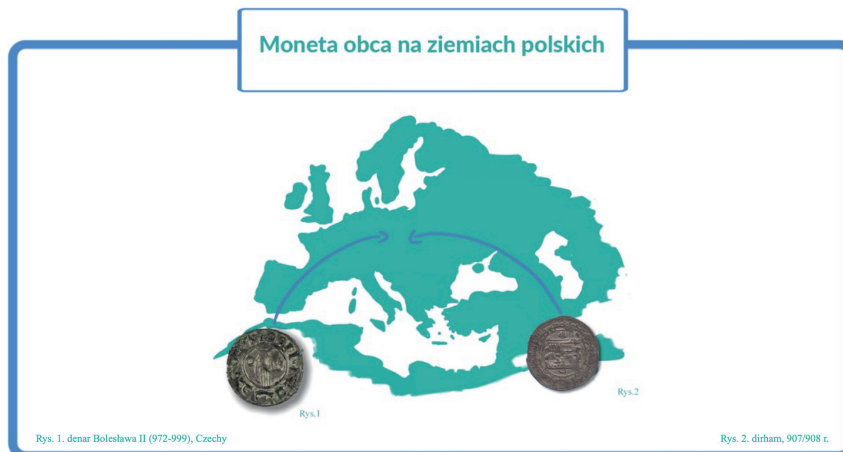 Moneta obca na ziemiach polskich
Rys.1
Rys.2
Rys. 1. denar Bolesława II (972-999), Czechy
Rys. 2. dirham, 907/908 r.